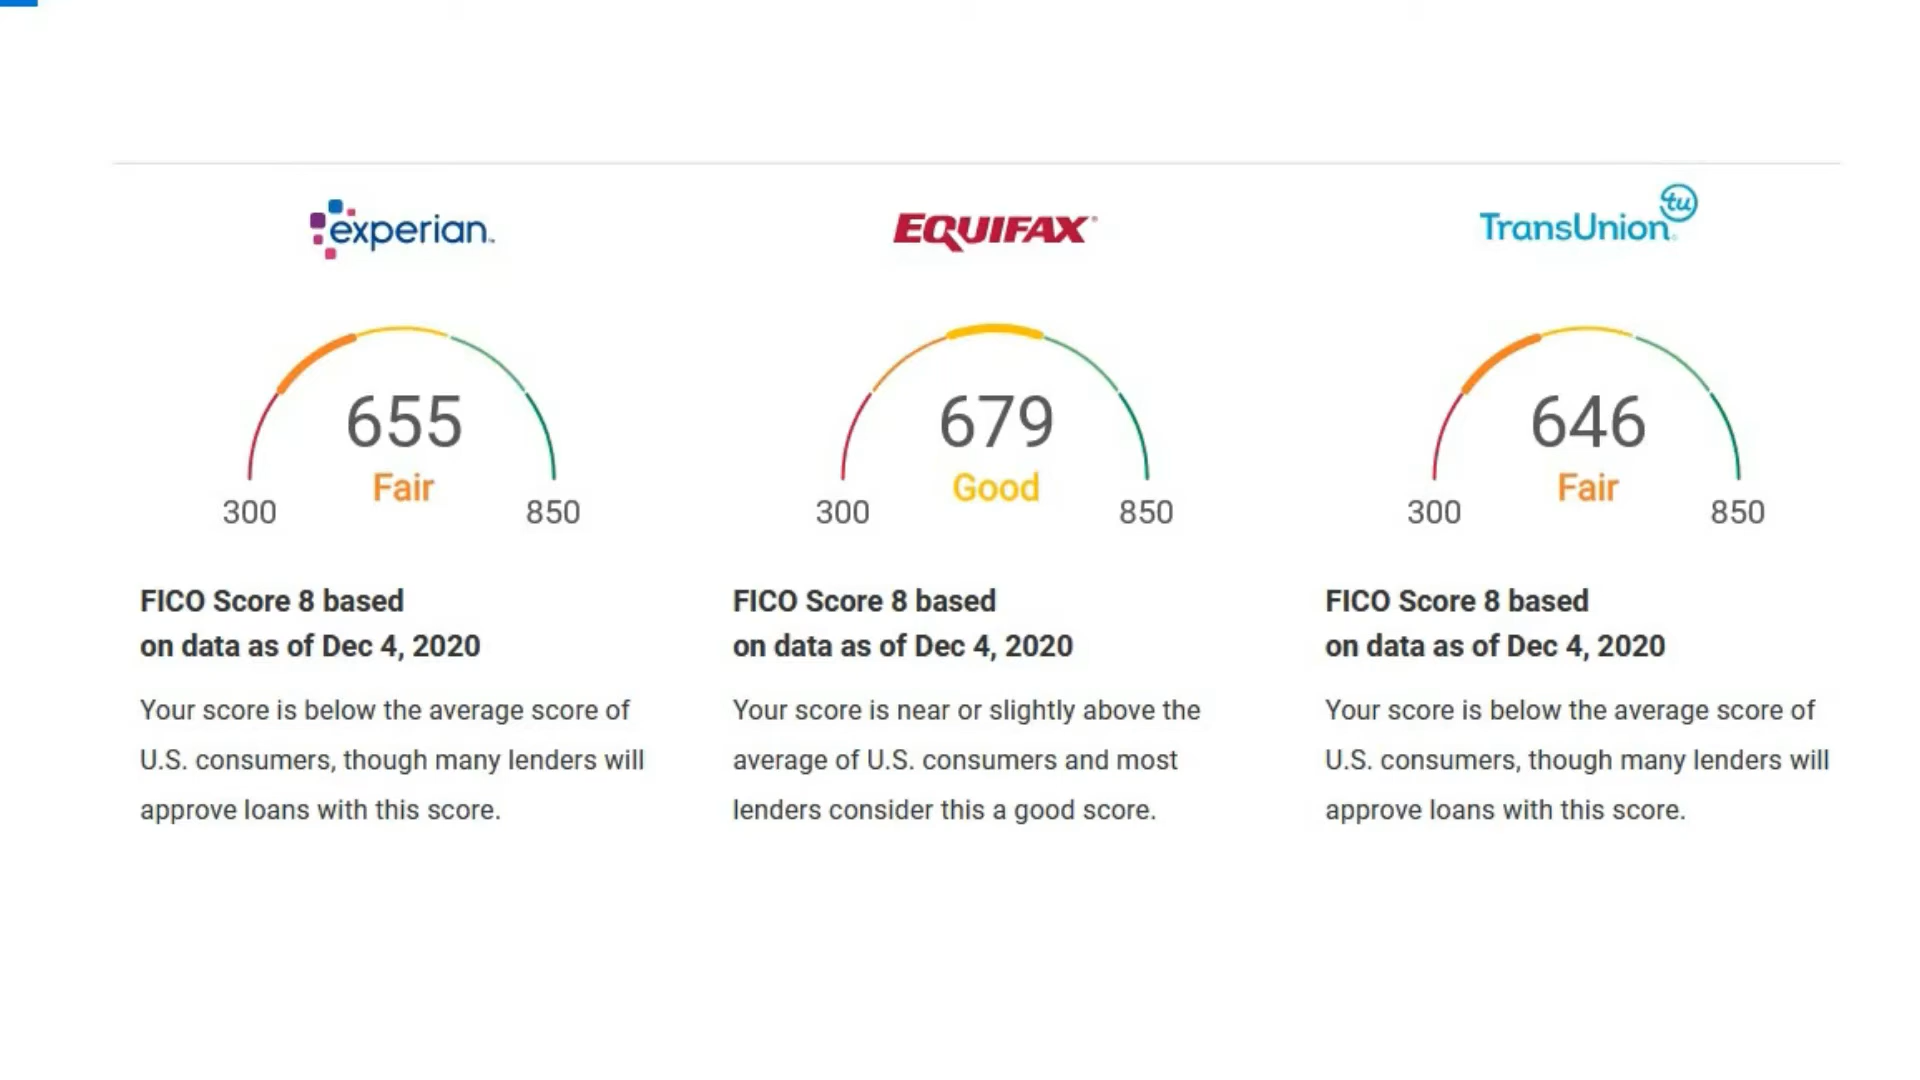 experian™
EQUIFAX®
TransUnion® tu
655
Fair
300
850
679
Good
300
850
646
Fair
300
850
FICO Score 8 based
on data as of Dec 4, 2020
Your score is below the average score of
U.S. consumers, though many lenders will
approve loans with this score.
FICO Score 8 based
on data as of Dec 4, 2020
Your score is near or slightly above the
average of U.S. consumers and most
lenders consider this a good score.
FICO Score 8 based
on data as of Dec 4, 2020
Your score is below the average score of
U.S. consumers, though many lenders will
approve loans with this score.